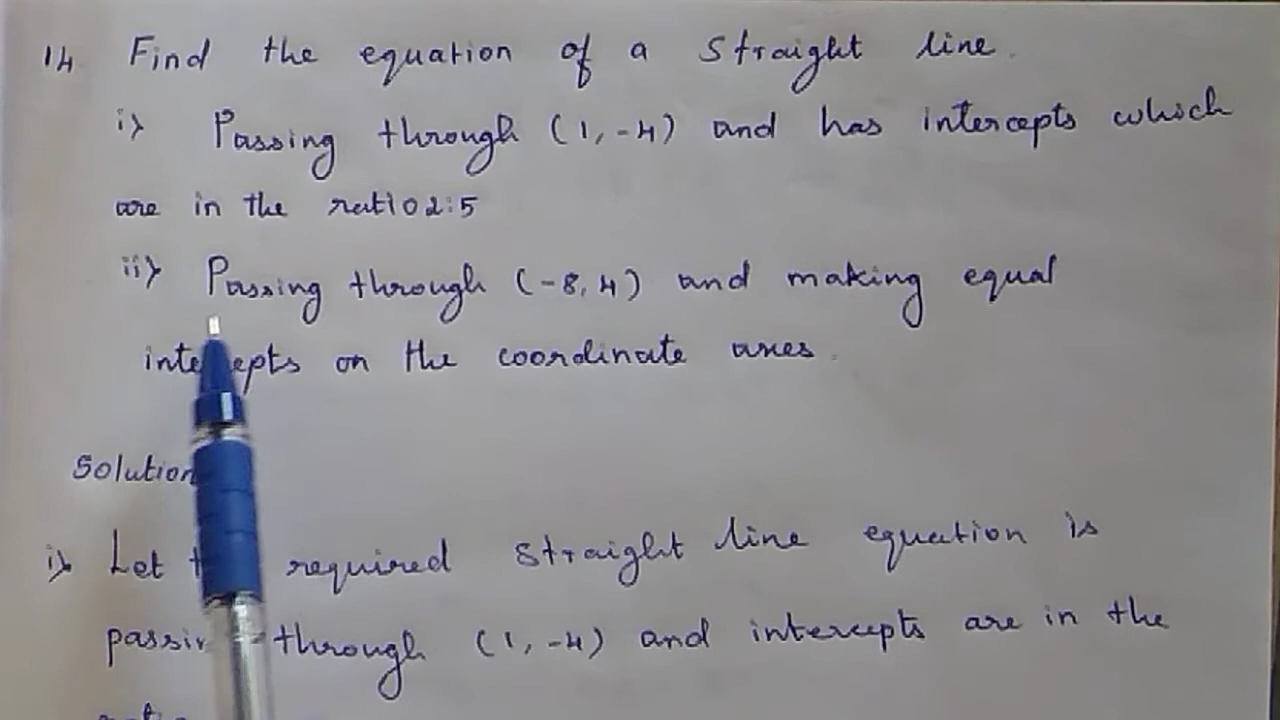 14 Find the equation of a straight line.
i) Passing through (1,-4) and has intercepts which
are in the ratio 2:5
ii) Passing through (-8,4) and making equal
intercepts on the coordinate axes.
Solution
i) Let required straight line equation is
through (1,-4) and intercepts are in the